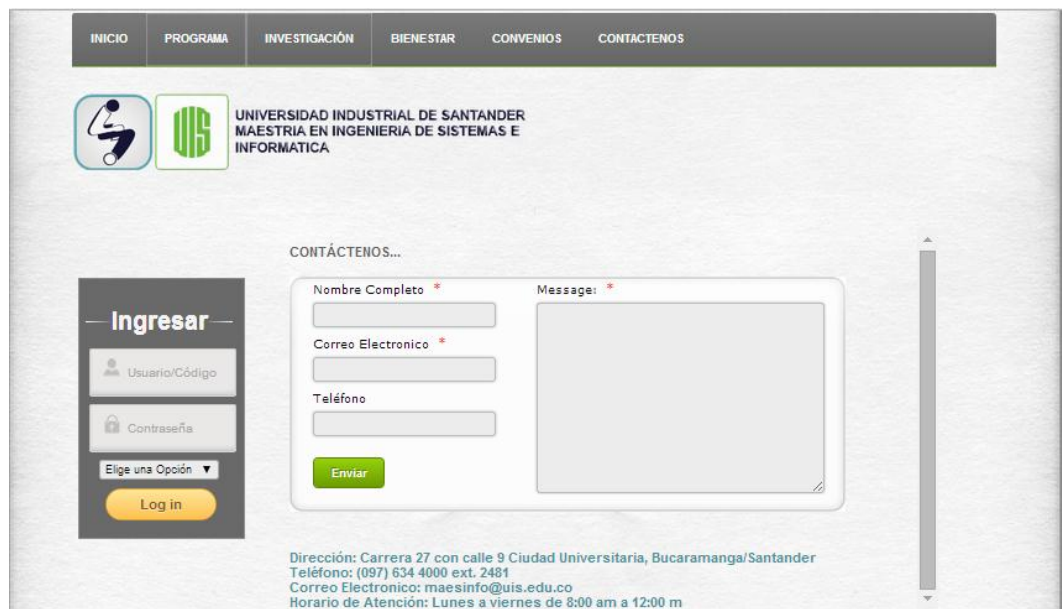 INICIO PROGRAMA INVESTIGACIÓN BIENESTAR CONVENIOS CONTACTENOS
UIS
UNIVERSIDAD INDUSTRIAL DE SANTANDER
MAESTRIA EN INGENIERIA DE SISTEMAS E
INFORMATICA
Ingresar
Usuario/Código
Contraseña
Elige una Opción ▼
Log in
CONTÁCTENOS...
Nombre Completo *
Correo Electronico *
Teléfono
Enviar
Message: *
Dirección: Carrera 27 con calle 9 Ciudad Universitaria, Bucaramanga/Santander
Teléfono: (097) 634 4000 ext. 2481
Correo Electronico: maesinfo@uis.edu.co
Horario de Atención: Lunes a viernes de 8:00 am a 12:00 m